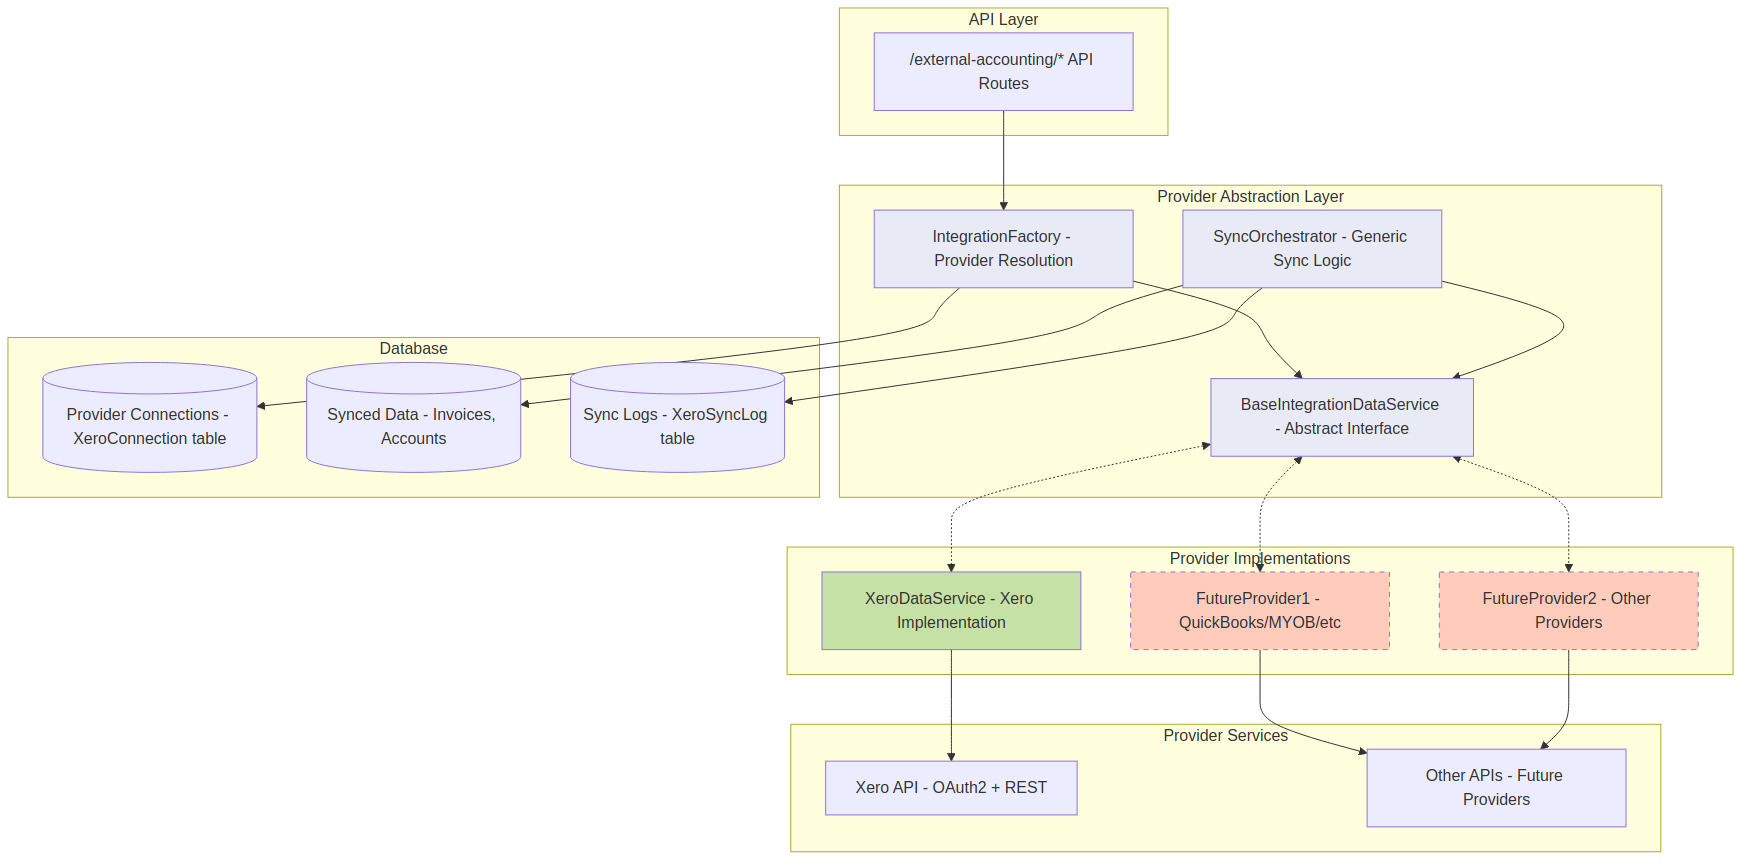 API Layer
/external-accounting/* API
Routes
Provider Abstraction Layer
IntegrationFactory -
Provider Resolution
SyncOrchestrator - Generic
Sync Logic
Database
Provider Connections -
XeroConnection table
Synced Data - Invoices,
Accounts
Sync Logs - XeroSyncLog
table
BaseIntegrationDataService
- Abstract Interface
Provider Implementations
XeroDataService - Xero
Implementation
FutureProvider1 -
QuickBooks/MYOB/etc
FutureProvider2 - Other
Providers
Provider Services
Xero API - OAuth2 + REST
Other APIs - Future
Providers